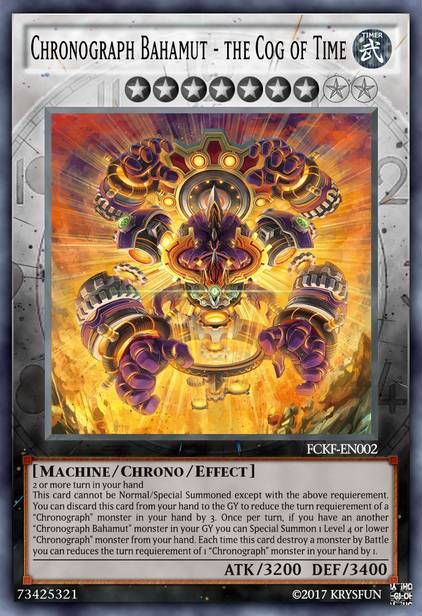 CHRONOGRAPH BAHAMUT - THE COG OF TIME
TIMER
武
1
2
4
FCKF-EN002
[MACHINE/CHRONO/EFFECT]
2 or more turn in your hand
This card cannot be Normal/Special Summoned except with the above requierement.
You can discard this card from your hand to the GY to reduce the turn requirement of a
"Chronograph" monster in your hand by 3. Once per turn, if you have an another
"Chronograph Bahamut" monster in your GY you can Special Summon 1 Level 4 or lower
"Chronograph" monster from your hand. Each time this card destroy a monster by Battle
you can reduces the turn requierement of 1 "Chronograph" monster in your hand by 1.
ATK/3200 DEF/3400
73425321
©2017 KRYSFUN